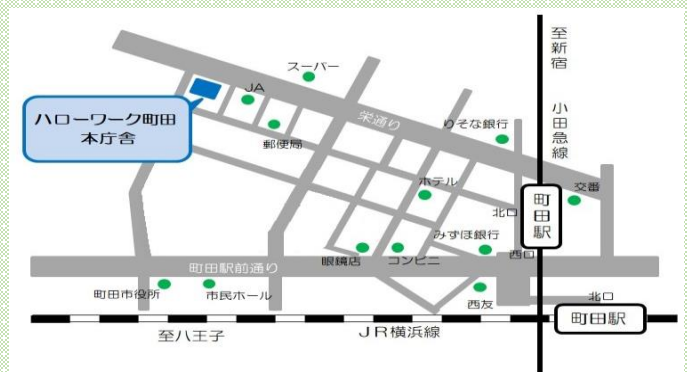 至新宿
小田急線
スーパー
JA
栄通り
りそな銀行
ハローワーク町田
本庁舎
郵便局
ホテル
交番
北口
町田駅
みずほ銀行
西口
町田駅前通り
眼鏡店
コンビニ
町田市役所
市民ホール
西友
北口
町田駅
至八王子
JR横浜線